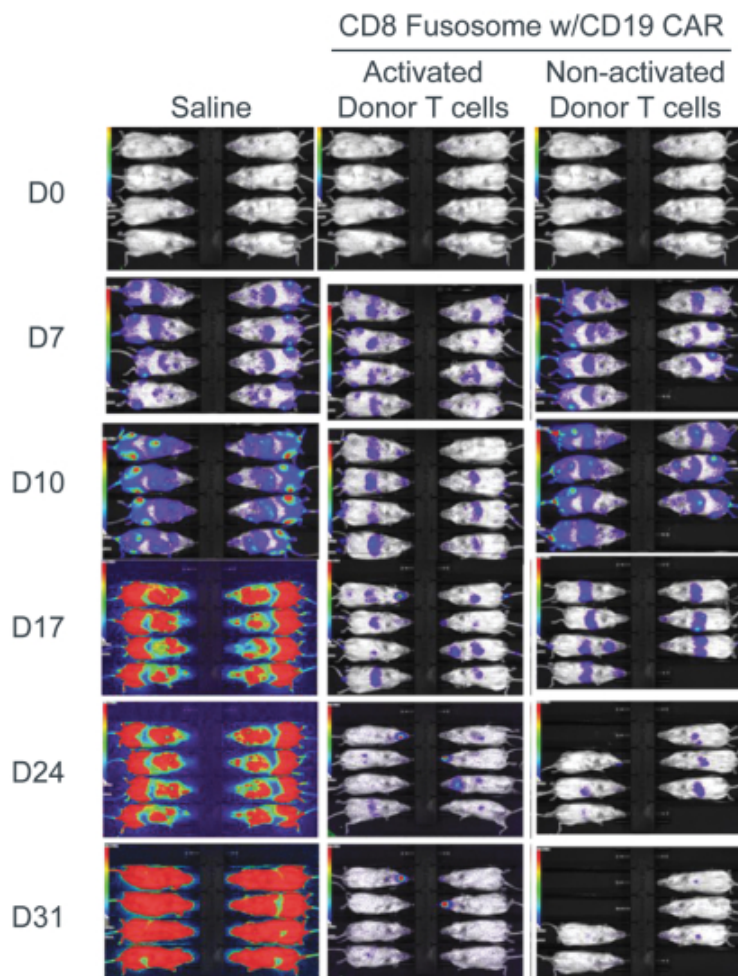 CD8 Fusosome w/CD19 CAR
Saline
Activated
Donor T cells
Non-activated
Donor T cells
D0
D7
D10
D17
D24
D31